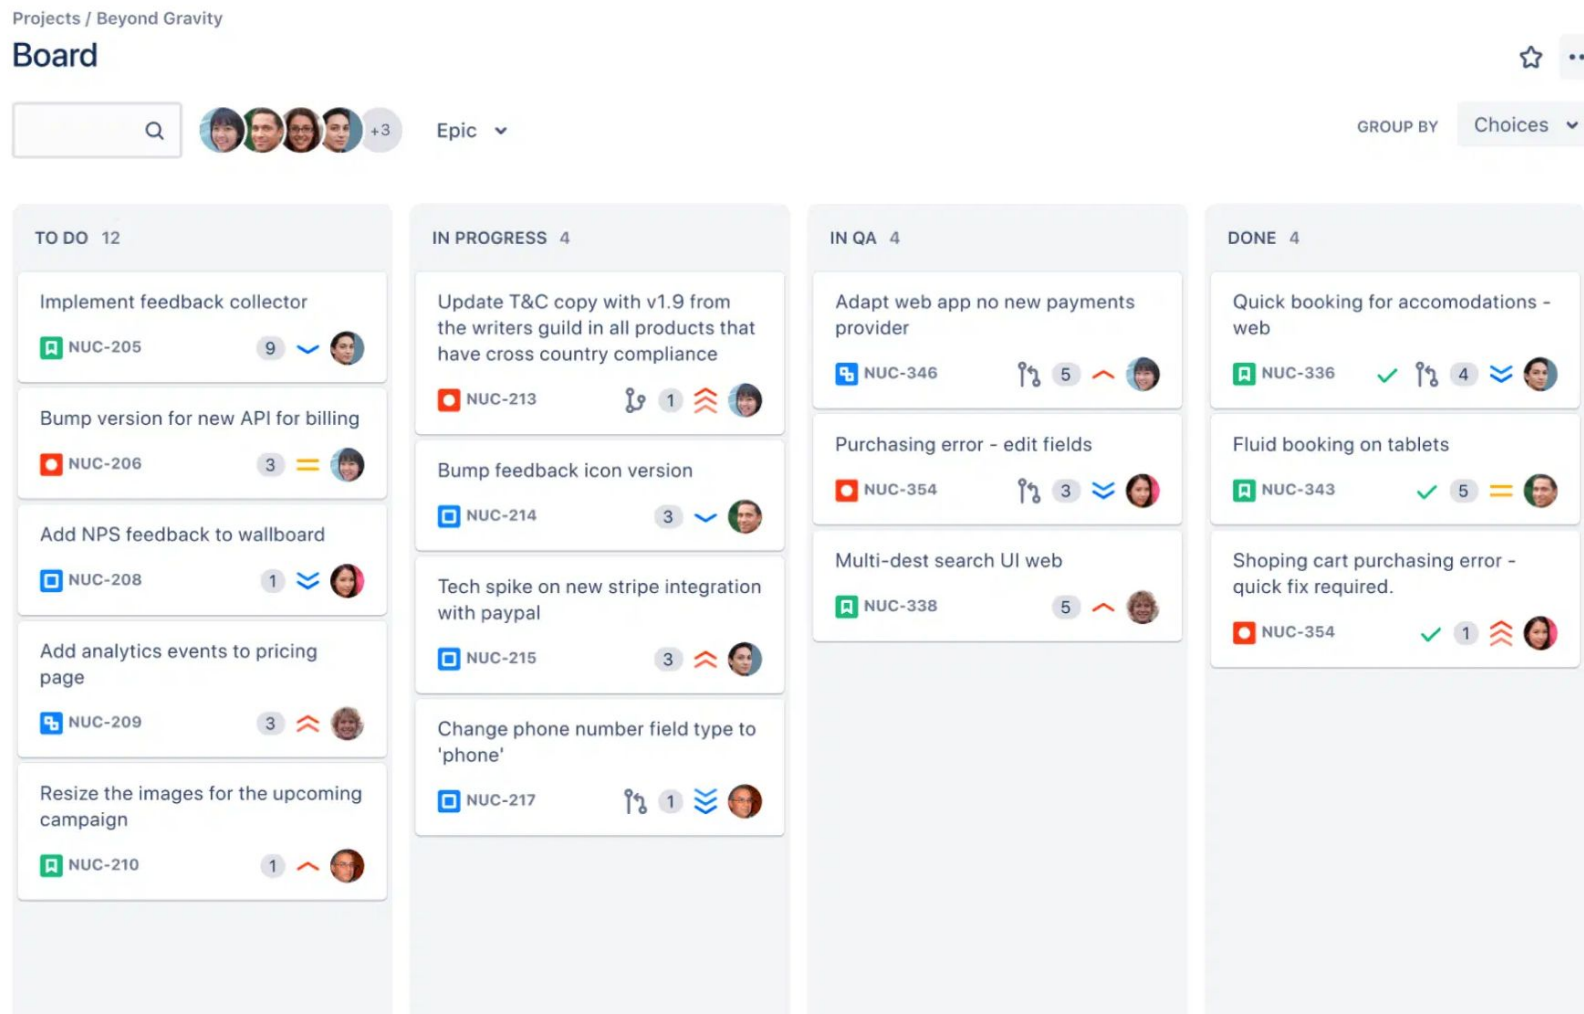 Projects / Beyond Gravity
Board
+3
Epic
GROUP BY
Choices
TO DO 12
Implement feedback collector
NUC-205
9
Bump version for new API for billing
NUC-206
3
Add NPS feedback to wallboard
NUC-208
1
Add analytics events to pricing
page
NUC-209
3
Resize the images for the upcoming
campaign
NUC-210
1
IN PROGRESS 4
Update T&C copy with v1.9 from
the writers guild in all products that
have cross country compliance
NUC-213
1
Bump feedback icon version
NUC-214
3
Tech spike on new stripe integration
with paypal
NUC-215
3
Change phone number field type to
'phone'
NUC-217
1
IN QA 4
Adapt web app no new payments
provider
NUC-346
5
Purchasing error - edit fields
NUC-354
3
Multi-dest search UI web
NUC-338
5
DONE 4
Quick booking for accomodations -
web
NUC-336
4
Fluid booking on tablets
NUC-343
5
Shoping cart purchasing error -
quick fix required.
NUC-354
1